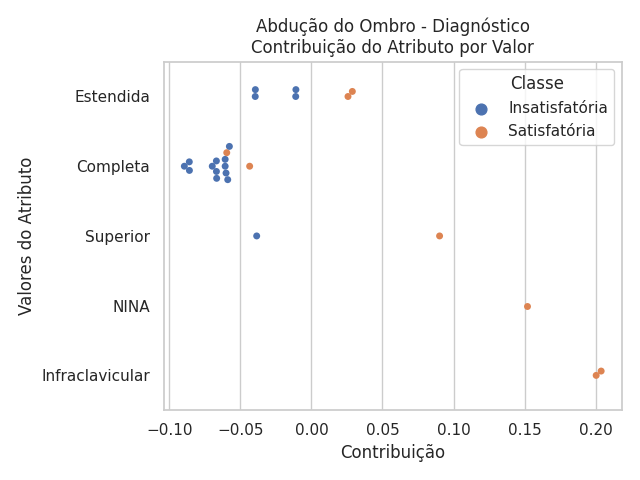 Abdução do Ombro - Diagnóstico
Contribuição do Atributo por Valor
Classe
Insatisfatória
Satisfatória
Valores do Atributo
Estendida
Completa
Superior
NINA
Infraclavicular
−0.10 −0.05 0.00 0.05 0.10 0.15 0.20
Contribuição